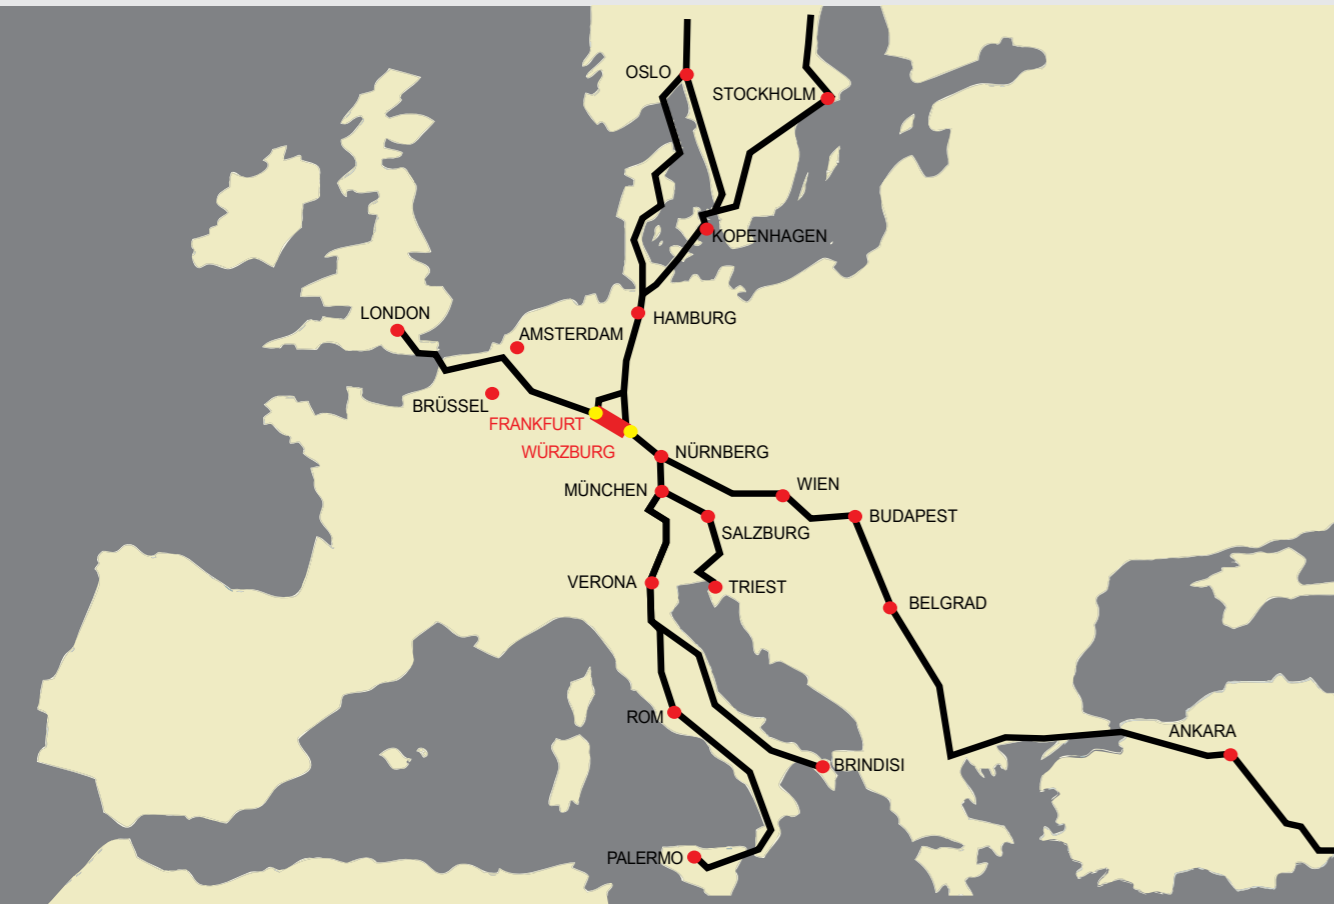 OSLO
STOCKHOLM
KOPENHAGEN
LONDON
HAMBURG
AMSTERDAM
BRÜSSEL
FRANKFURT
WÜRZBURG
NÜRNBERG
MÜNCHEN
WIEN
BUDAPEST
SALZBURG
VERONA
TRIEST
BELGRAD
ROM
ANKARA
BRINDISI
PALERMO